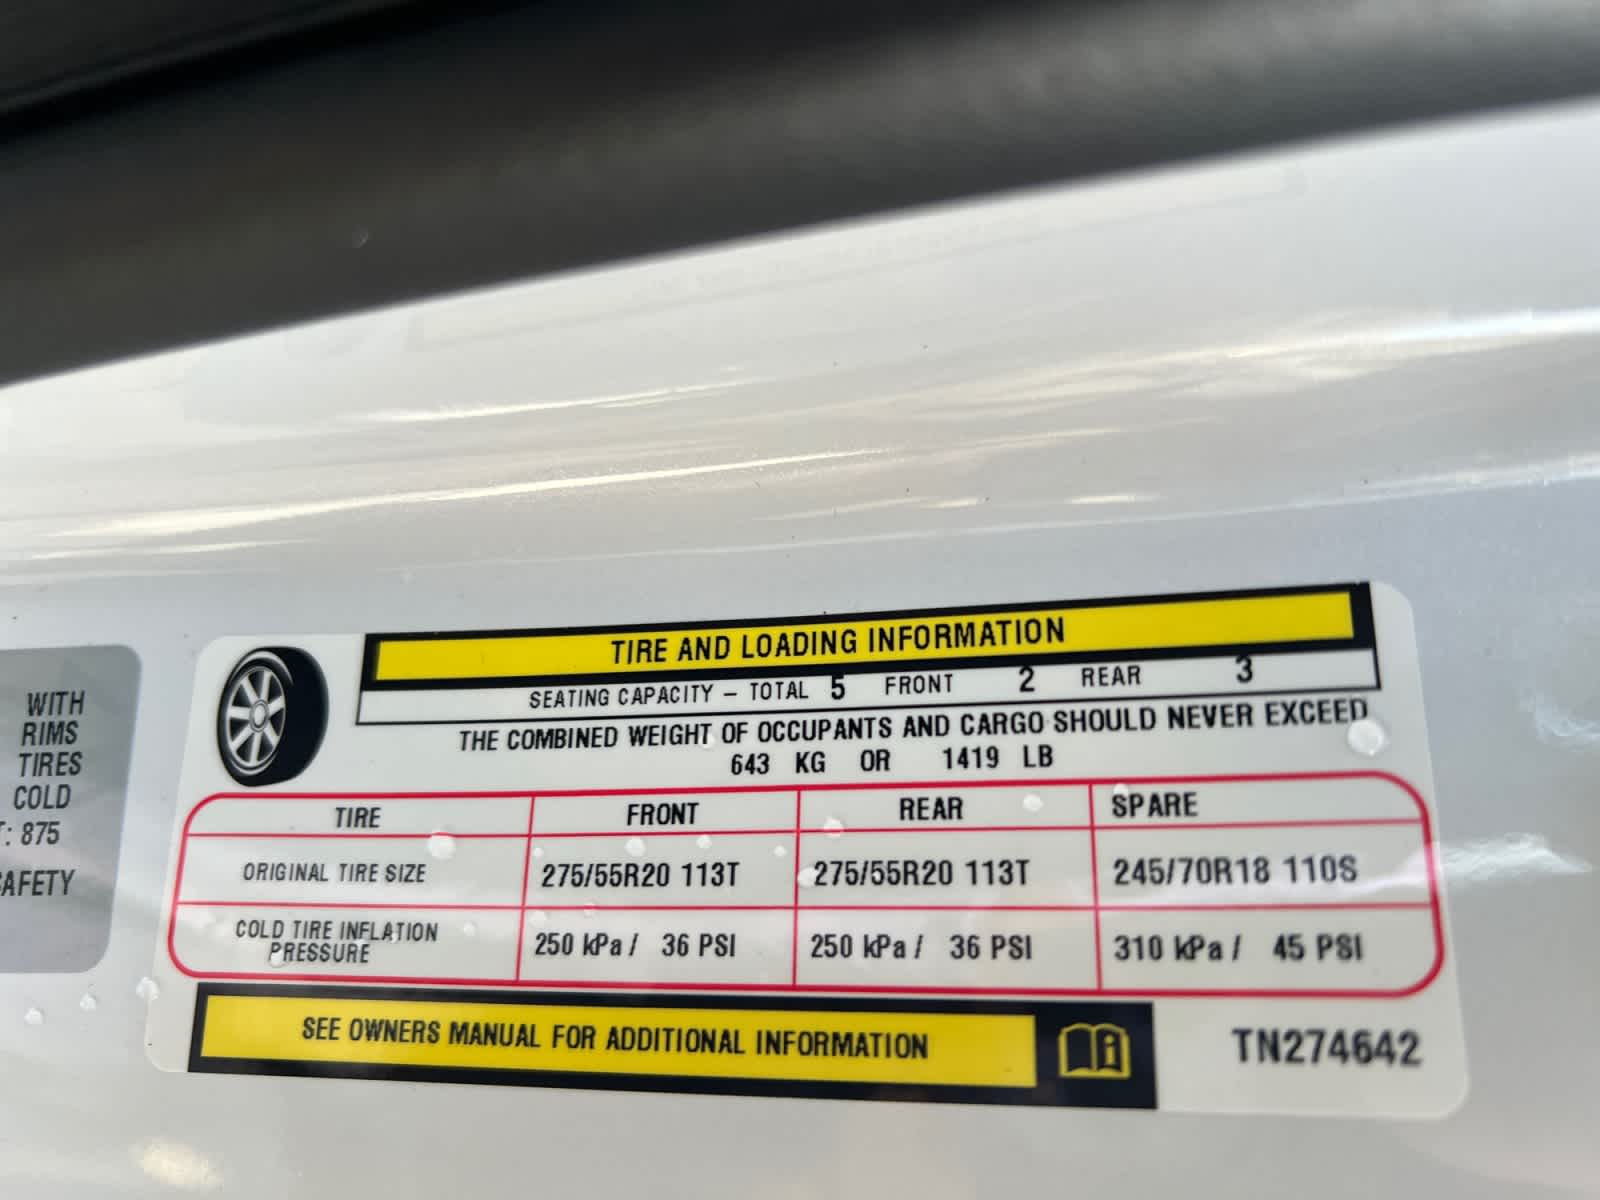 WITH
RIMS
TIRES
COLD
T: 875
SAFETY
TIRE AND LOADING INFORMATION
SEATING CAPACITY – TOTAL 5 FRONT 2 REAR 3
THE COMBINED WEIGHT OF OCCUPANTS AND CARGO SHOULD NEVER EXCEED
643 KG OR 1419 LB
TIRE FRONT REAR SPARE
ORIGINAL TIRE SIZE 275/55R20 113T 275/55R20 113T 245/70R18 110S
COLD TIRE INFLATION
PRESSURE 250 kPa / 36 PSI 250 kPa / 36 PSI 310 kPa / 45 PSI
SEE OWNERS MANUAL FOR ADDITIONAL INFORMATION
TN274642